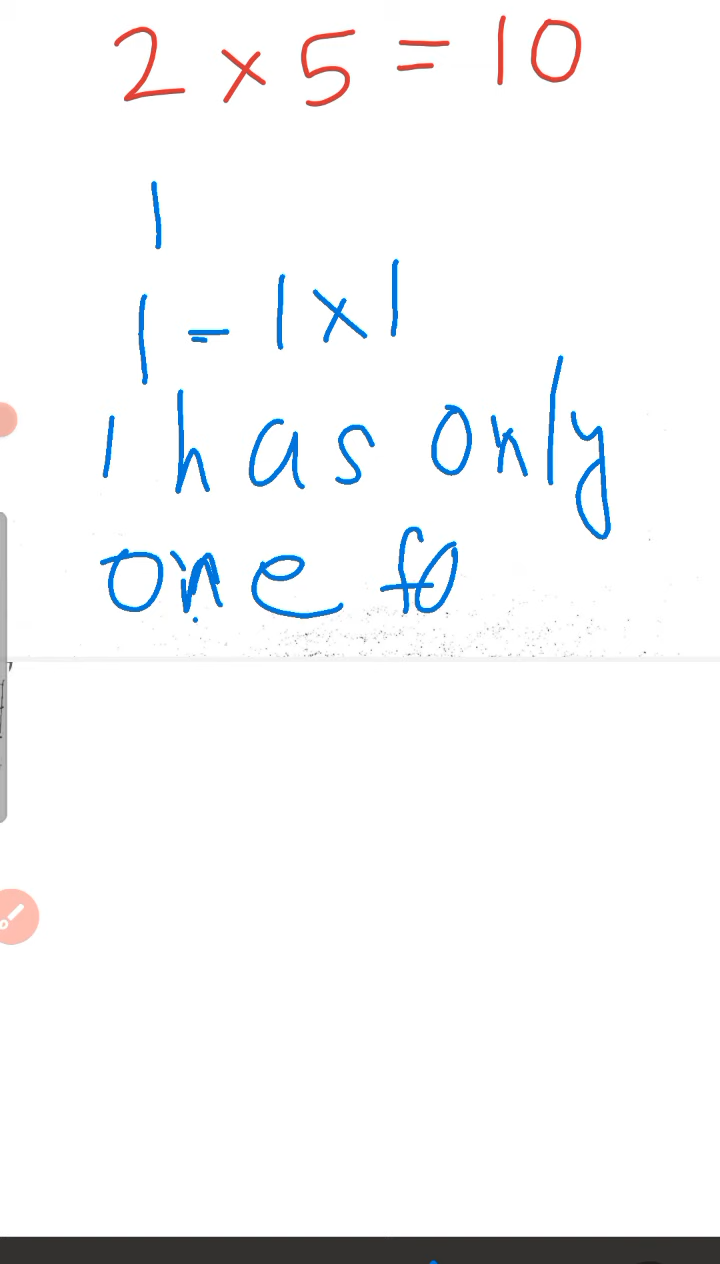 2 × 5 = 10
1
1 = 1 × 1
1 has only
one fo